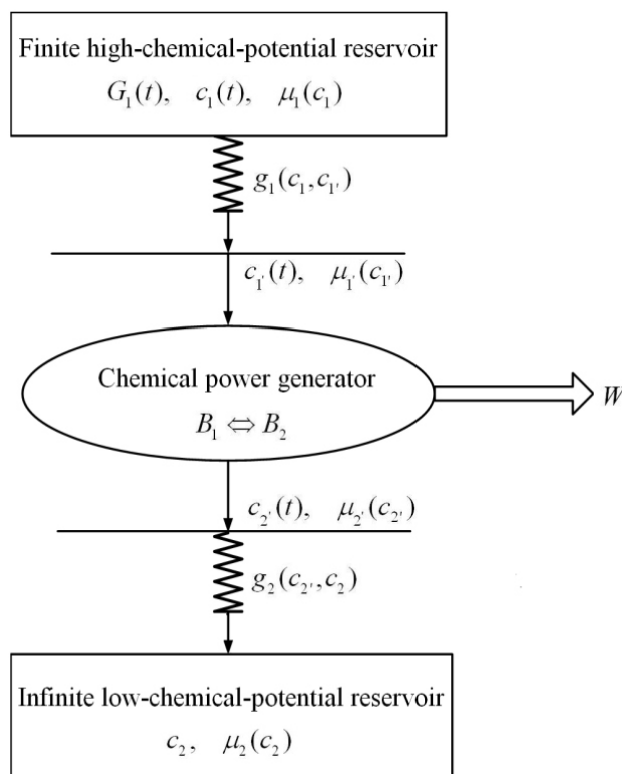 Finite high-chemical-potential reservoir
G₁(t), c₁(t), μ₁(c₁)
g₁(c₁,c₁')
c₁'(t), μ₁'(c₁')
Chemical power generator
W
B₁ ⇔ B₂
c₂'(t), μ₂'(c₂')
g₂(c₂',c₂)
Infinite low-chemical-potential reservoir
c₂, μ₂(c₂)